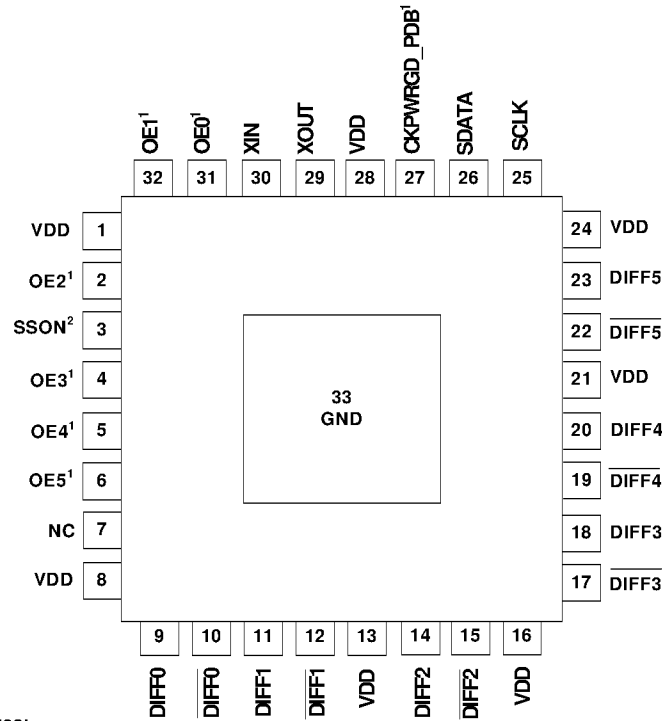 OE1¹ OE0¹ XIN XOUT VDD CKPWRGD_PDB¹ SDATA SCLK
32 31 30 29 28 27 26 25
VDD 1
OE2¹ 2
SSON² 3
OE3¹ 4
OE4¹ 5
OE5¹ 6
NC 7
VDD 8
33
GND
24 VDD
23 DIFF5
22 DIFF5
21 VDD
20 DIFF4
19 DIFF4
18 DIFF3
17 DIFF3
9 10 11 12 13 14 15 16
DIFF0 DIFF0 DIFF1 DIFF1 VDD DIFF2 DIFF2 VDD